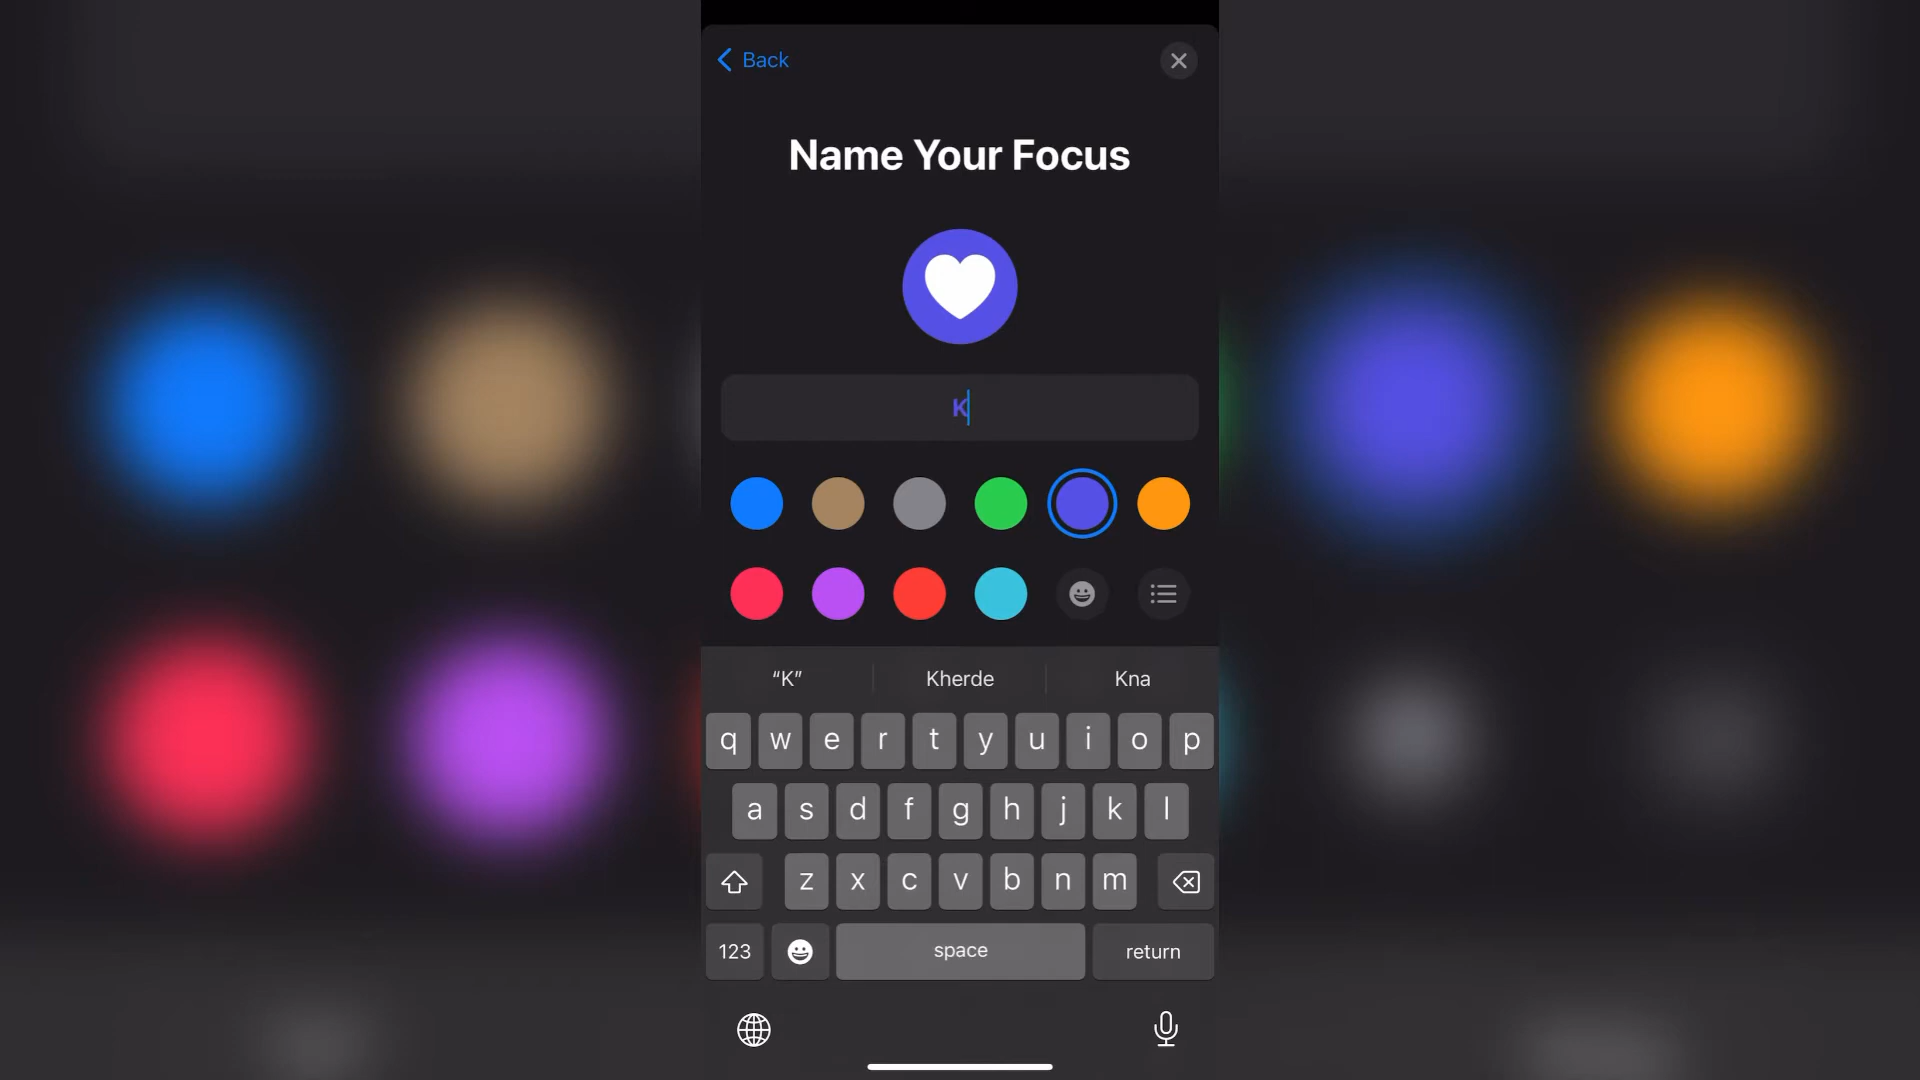 Back
Name Your Focus
K
“K” Kherde Kna
q w e r t y u i o p
a s d f g h j k l
z x c v b n m
123 space return